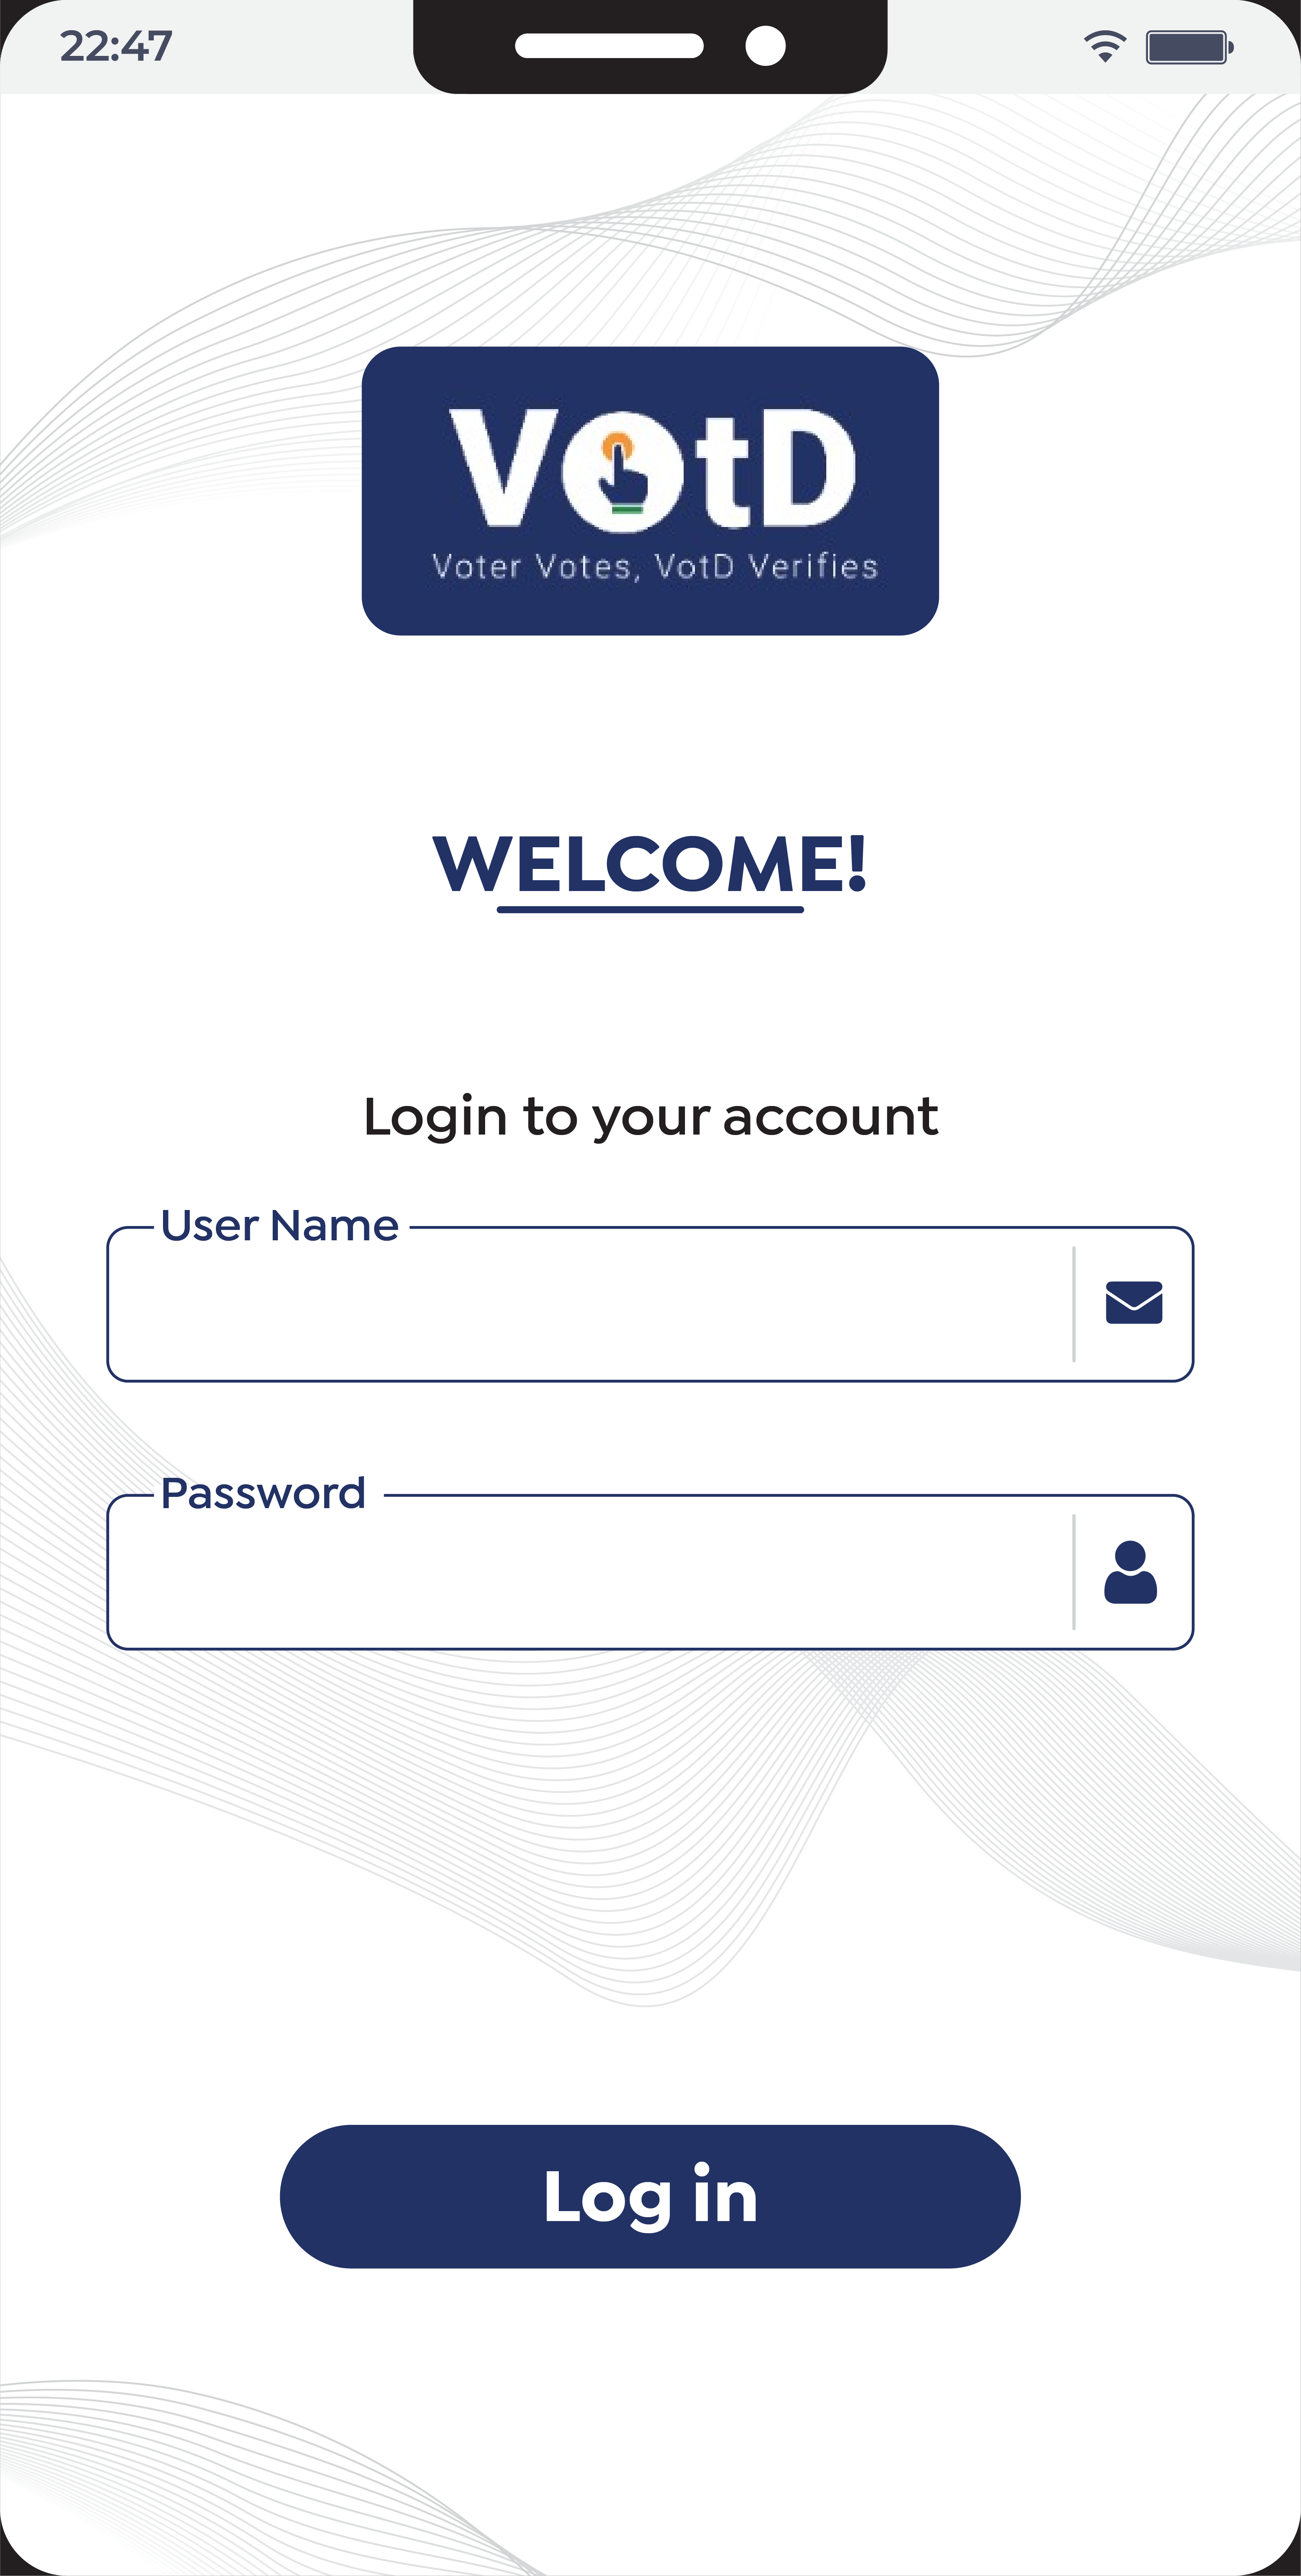 22:47
VOtD
Voter Votes, VotD Verifies
WELCOME!
Login to your account
User Name
Password
Log in